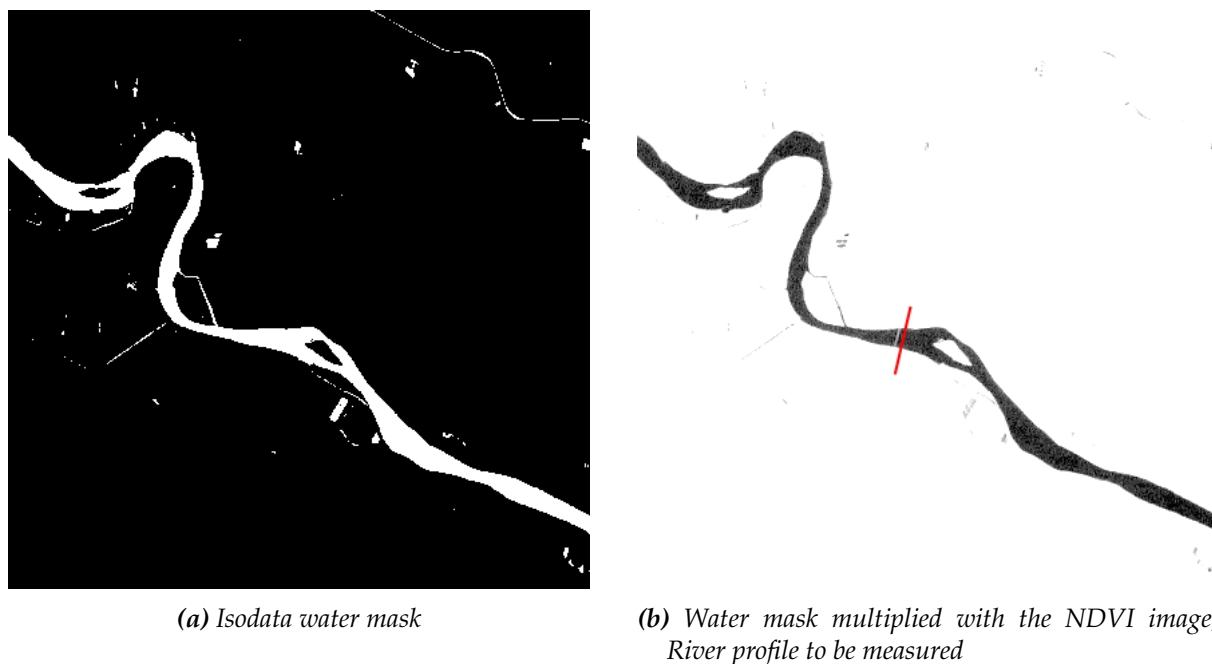 (a) Isodata water mask
(b) Water mask multiplied with the NDVI image,
River profile to be measured